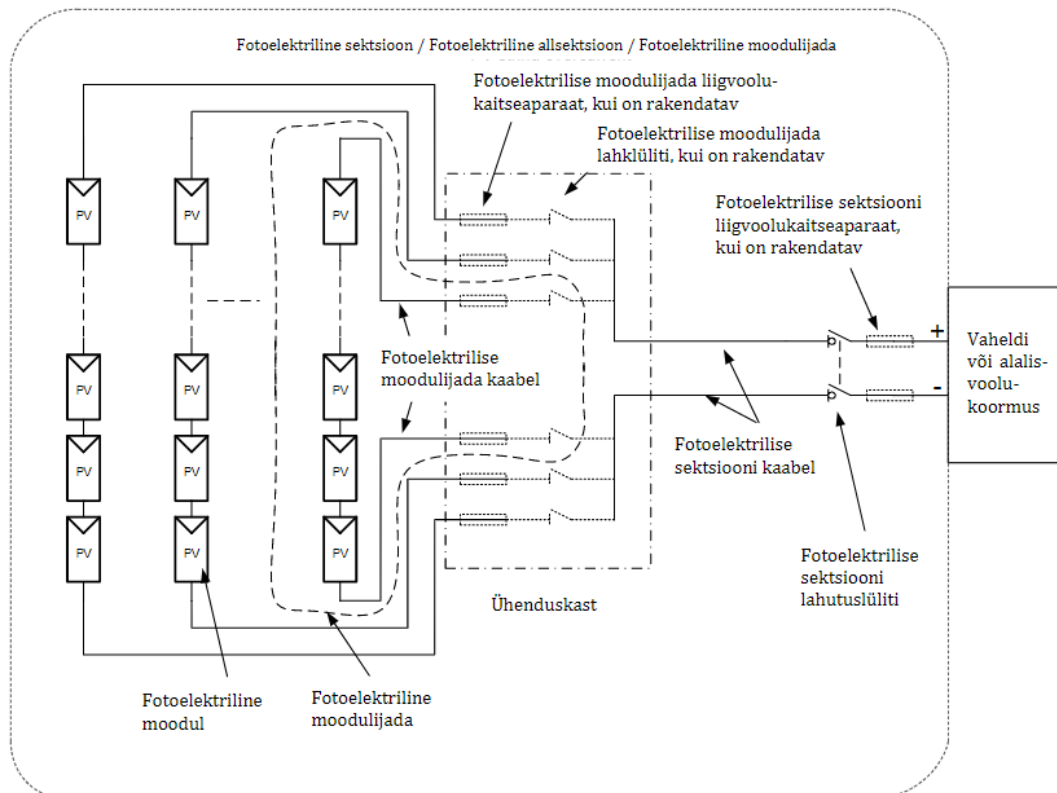 Fotoelektriline sektsioon / Fotoelektriline allsektsioon / Fotoelektriline moodulijada
Fotoelektrilise moodulijada liigvoolu-
kaitseaparaat, kui on rakendatav
Fotoelektrilise moodulijada
lahklüliti, kui on rakendatav
Fotoelektrilise sektsiooni
liigvoolukaitseaparaat,
kui on rakendatav
PV
PV
PV
+
-
Vaheldi
või alalis-
voolu-
koormus
Fotoelektrilise
moodulijada kaabel
PV
PV
PV
Fotoelektrilise
sektsiooni kaabel
PV
PV
PV
PV
PV
PV
Fotoelektrilise
sektsiooni
lahutuslüliti
Ühenduskast
Fotoelektriline
moodul
Fotoelektriline
moodulijada